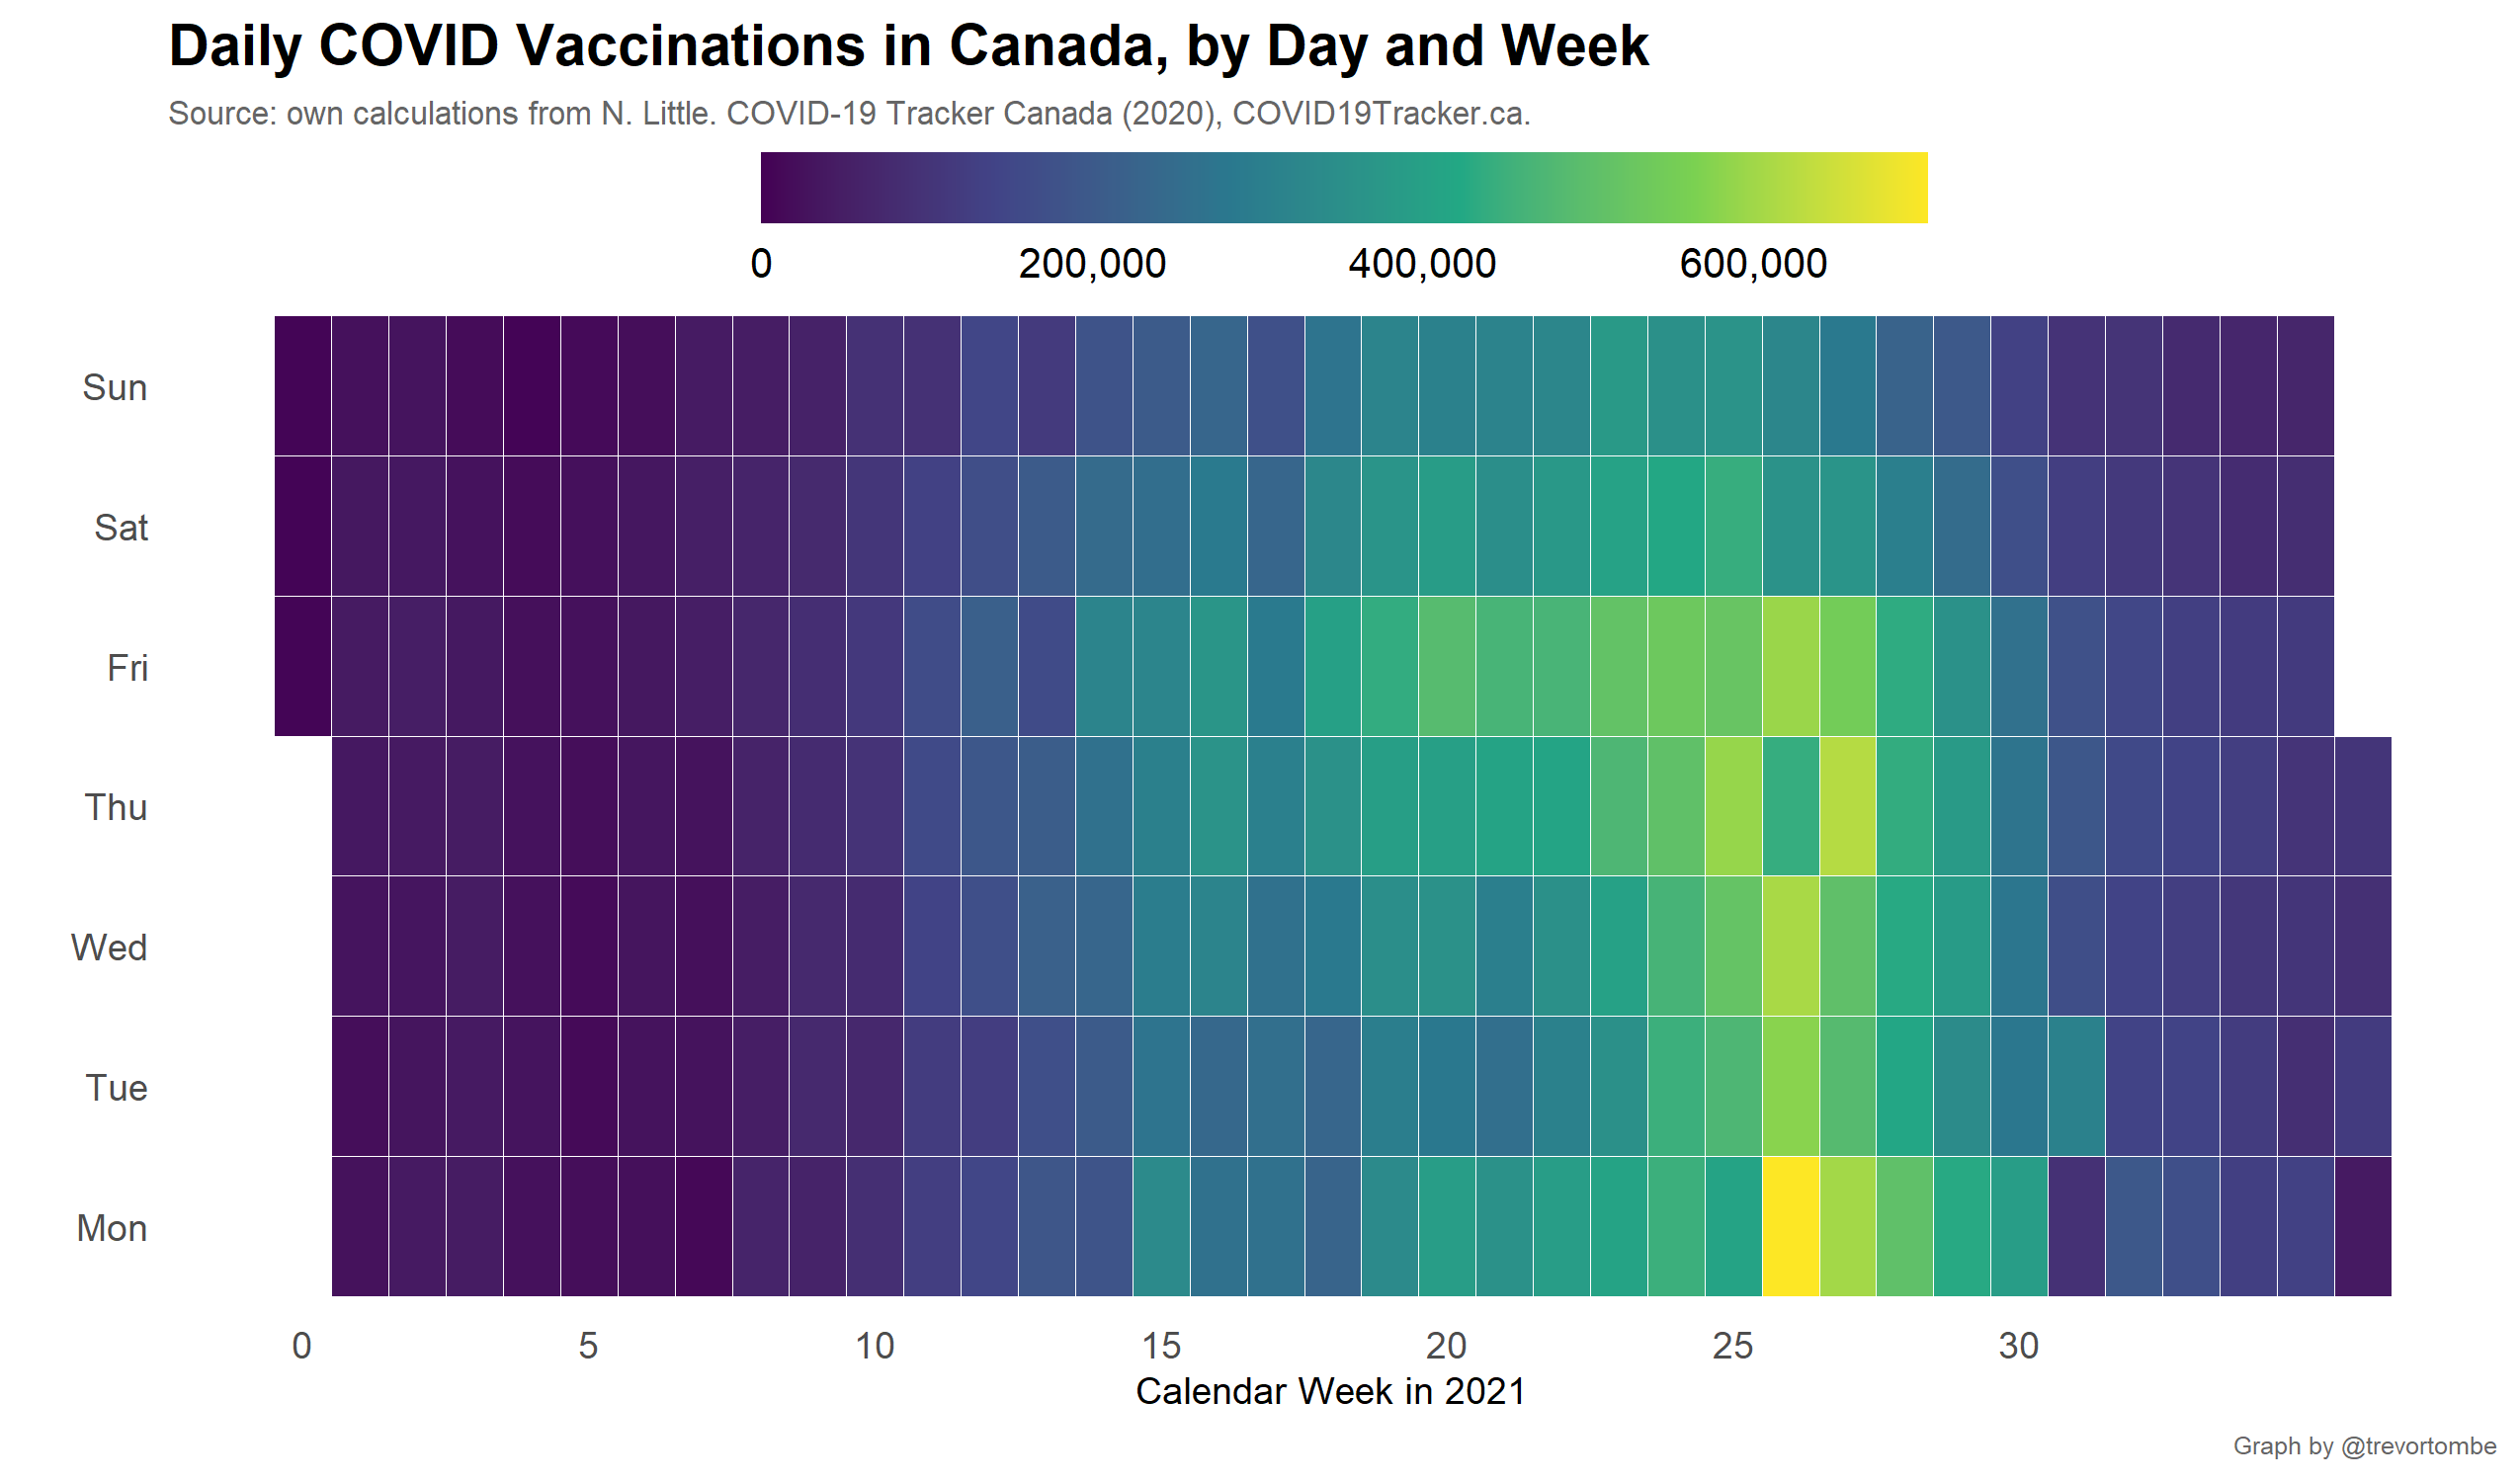 Daily COVID Vaccinations in Canada, by Day and Week
Source: own calculations from N. Little. COVID-19 Tracker Canada (2020), COVID19Tracker.ca.
0 200,000 400,000 600,000
Sun
Sat
Fri
Thu
Wed
Tue
Mon
0 5 10 15 20 25 30
Calendar Week in 2021
Graph by @trevortombe